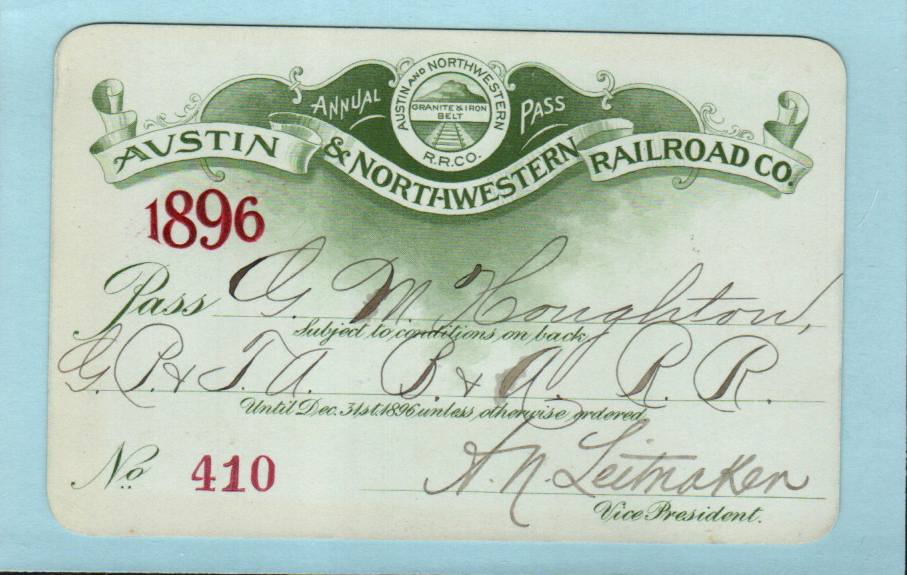 ANNUAL PASS
AUSTIN AND NORTHWESTERN
GRANITE & IRON
BELT
R.R.CO.
AUSTIN & NORTHWESTERN RAILROAD CO.
1896
Pass G. M. Houghton,
Subject to conditions on back
G. P. & T. A. B. & A. R. R.
Until Dec. 31st. 1896 unless otherwise ordered
No 410
A. N. Leitnaker
Vice President.